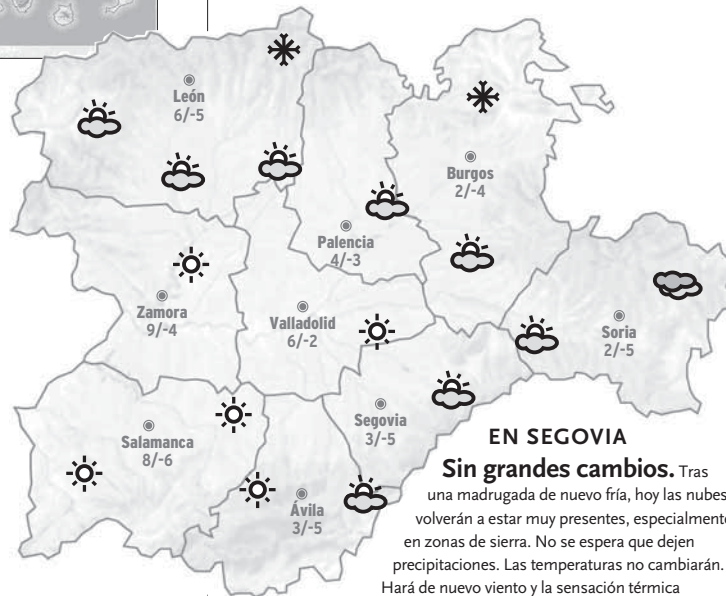 León
6/-5
Burgos
2/-4
Palencia
4/-3
Zamora
9/-4
Valladolid
6/-2
Soria
2/-5
Segovia
3/-5
Salamanca
8/-6
Ávila
3/-5
EN SEGOVIA
Sin grandes cambios. Tras
una madrugada de nuevo fría, hoy las nubes
volverán a estar muy presentes, especialmente
en zonas de sierra. No se espera que dejen
precipitaciones. Las temperaturas no cambiarán.
Hará de nuevo viento y la sensación térmica